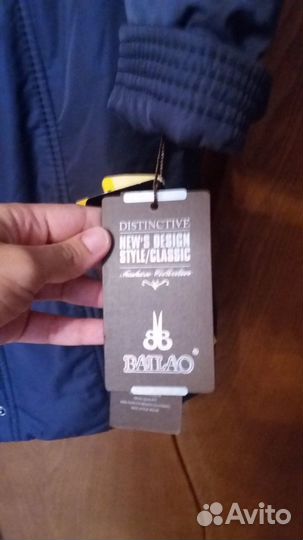 DISTINCTIVE
NEW'S DESIGN
STYLE/CLASSIC
Fashion Collection
BAILAO®
Avito